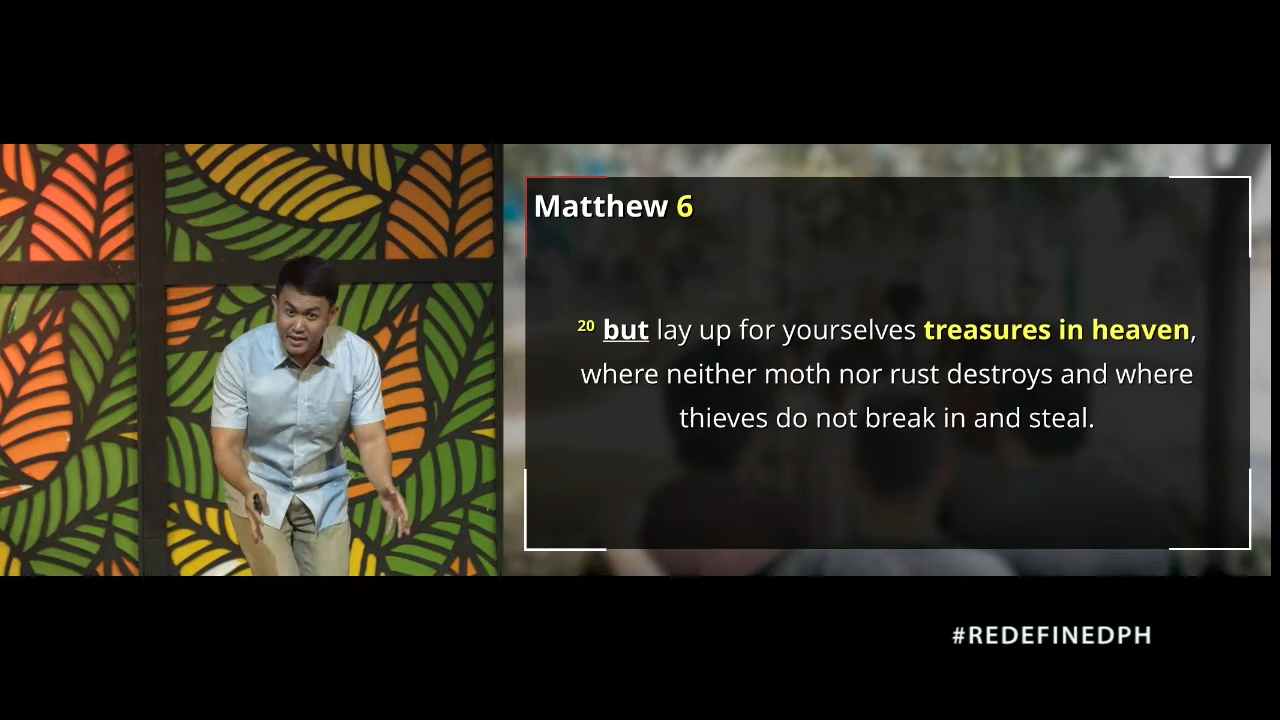 Matthew 6
20 but lay up for yourselves treasures in heaven,
where neither moth nor rust destroys and where
thieves do not break in and steal.
#REDEFINEDPH